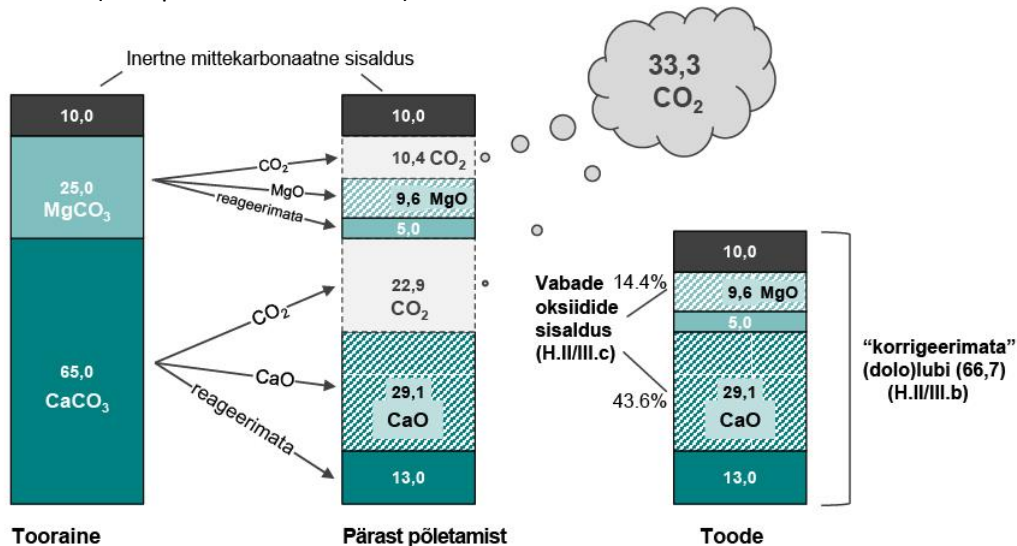 Inertne mittekarbonaatne sisaldus
33,3
CO₂
10,0
25,0
MgCO₃
65,0
CaCO₃
CO₂
MgO
reageerimata
CO₂
CaO
reageerimata
10,0
10,4 CO₂
9,6 MgO
5,0
22,9
CO₂
29,1
CaO
13,0
Vabade
oksiidide
sisaldus
(H.II/III.c)
14.4%
43.6%
10,0
9,6 MgO
5,0
29,1
CaO
13,0
“korrigeerimata”
(dolo)lubi (66,7)
(H.II/III.b)
Tooraine
Pärast põletamist
Toode